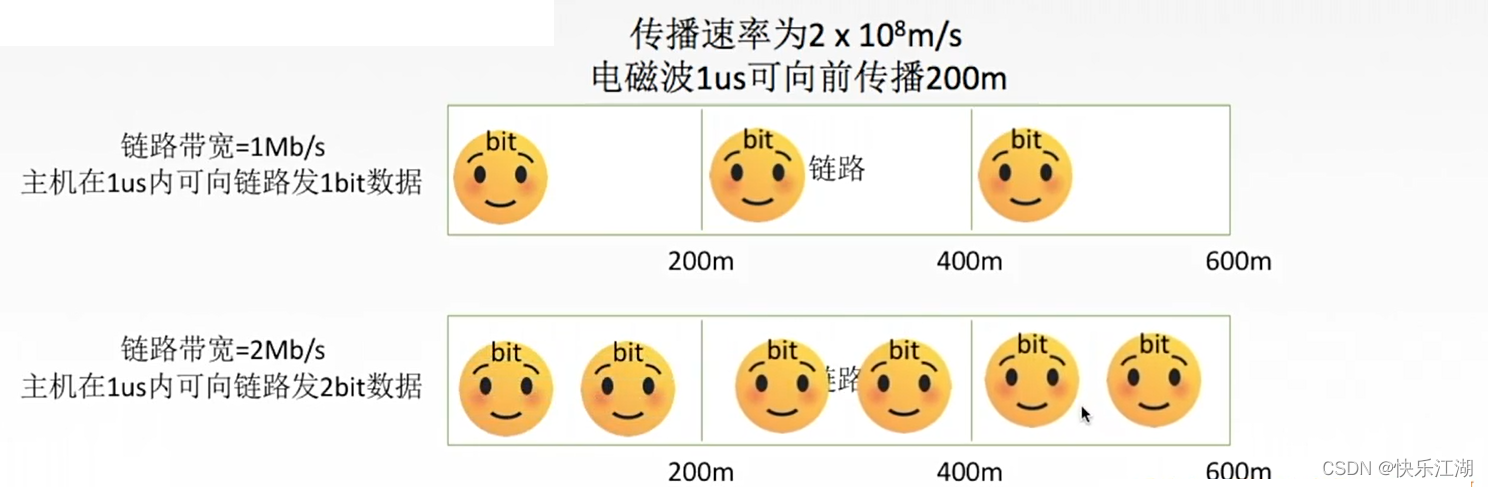 传播速率为2 x 10⁸m/s
电磁波1us可向前传播200m
链路带宽=1Mb/s
主机在1us内可向链路发1bit数据
bit
bit
链路
bit
200m
400m
600m
链路带宽=2Mb/s
主机在1us内可向链路发2bit数据
bit
bit
bit
链路
bit
bit
bit
200m
400m
600m
CSDN @快乐江湖